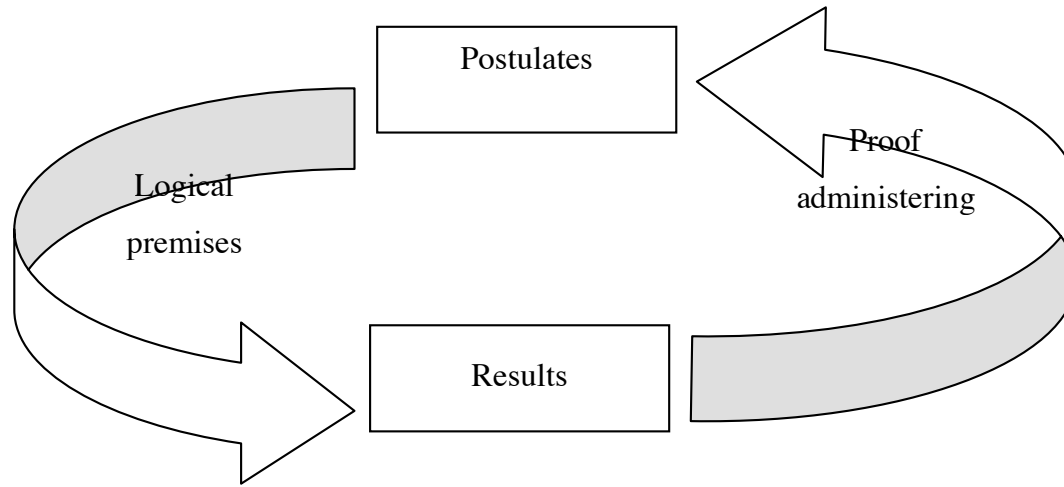 Postulates
Proof
administering
Logical
premises
Results